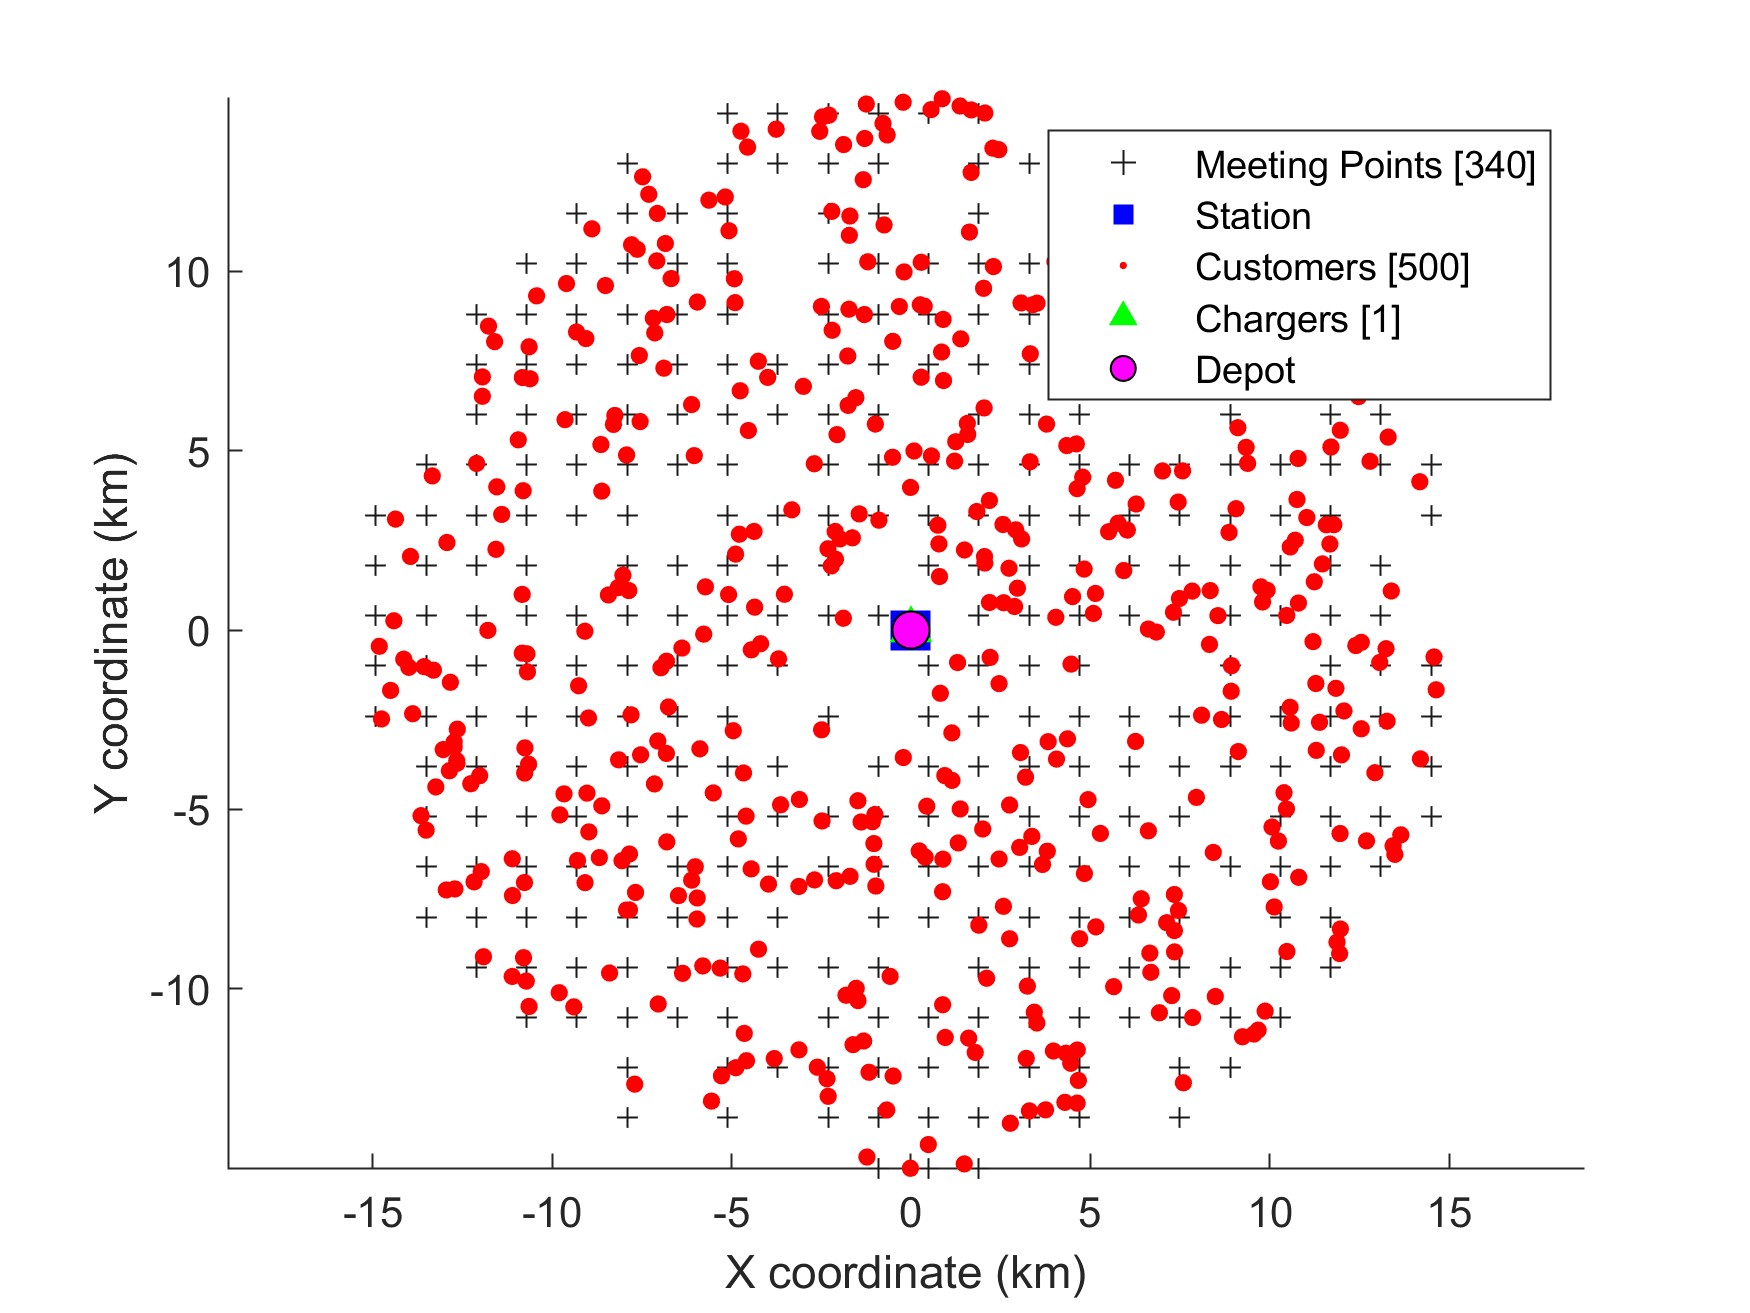 Meeting Points [340]
Station
Customers [500]
Chargers [1]
Depot
10
5
0
-5
-10
Y coordinate (km)
-15 -10 -5 0 5 10 15
X coordinate (km)